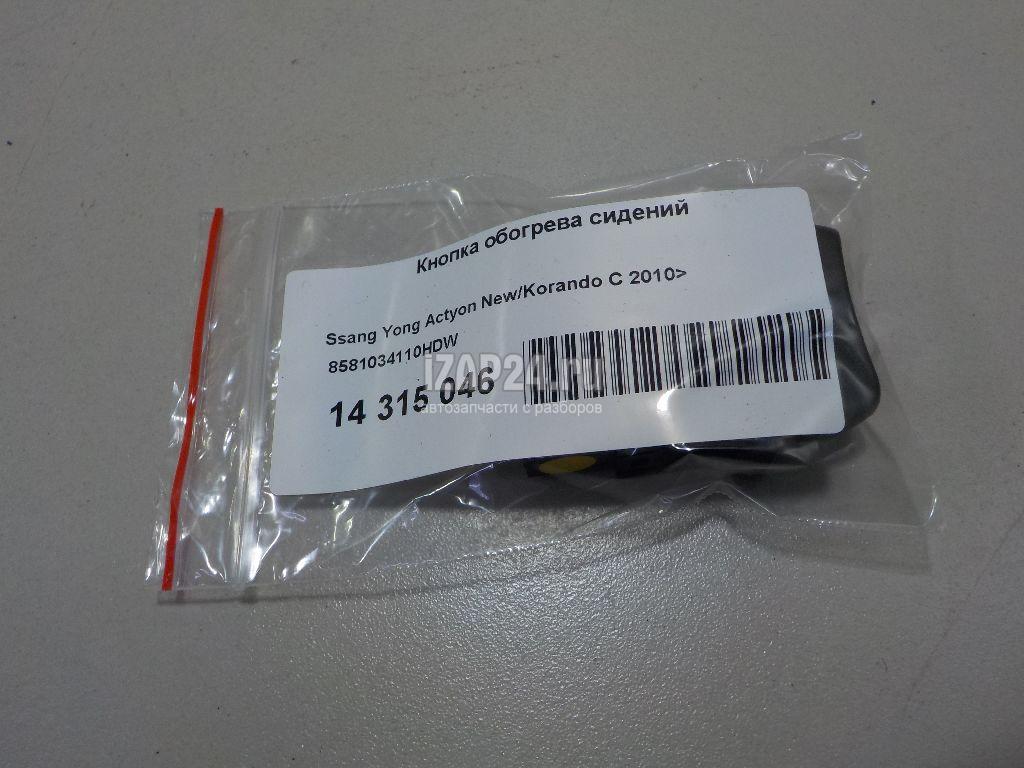 Кнопка обогрева сидений
Ssang Yong Actyon New/Korando C 2010>
8581034110HDW
14 315 046
iZAP24.ru
автозапчасти с разборов